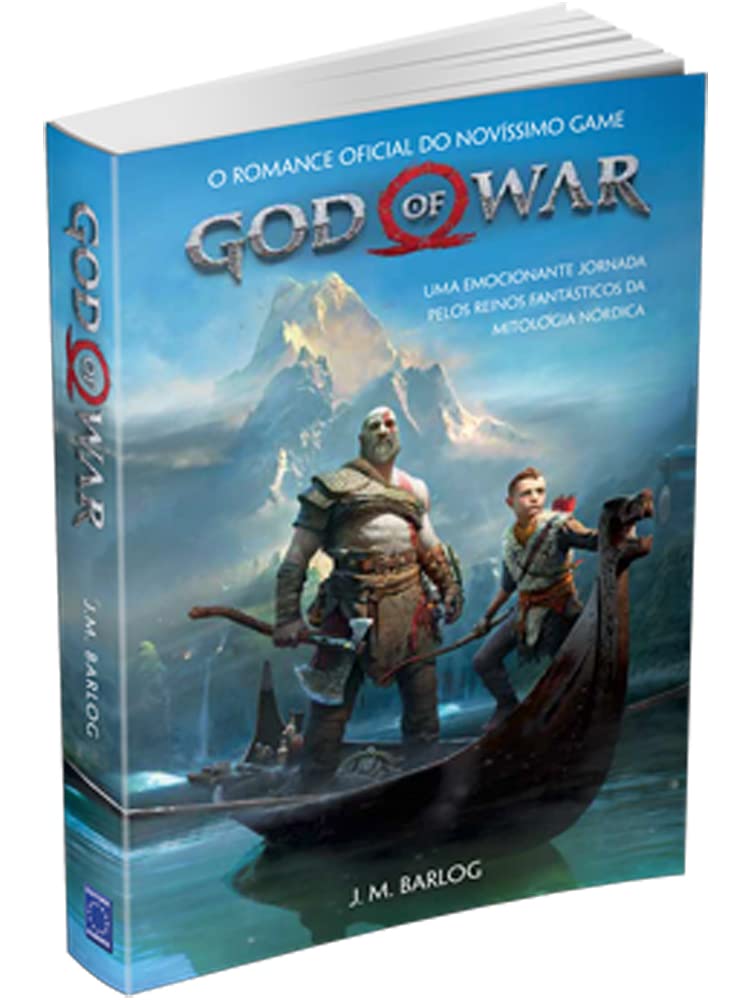 O ROMANCE OFICIAL DO NOVÍSSIMO GAME
GOD OF WAR
UMA EMOCIONANTE JORNADA
PELOS REINOS FANTÁSTICOS DA
MITOLOGIA NÓRDICA
J. M. BARLOG
GOD OF WAR
J.M. BARLOG